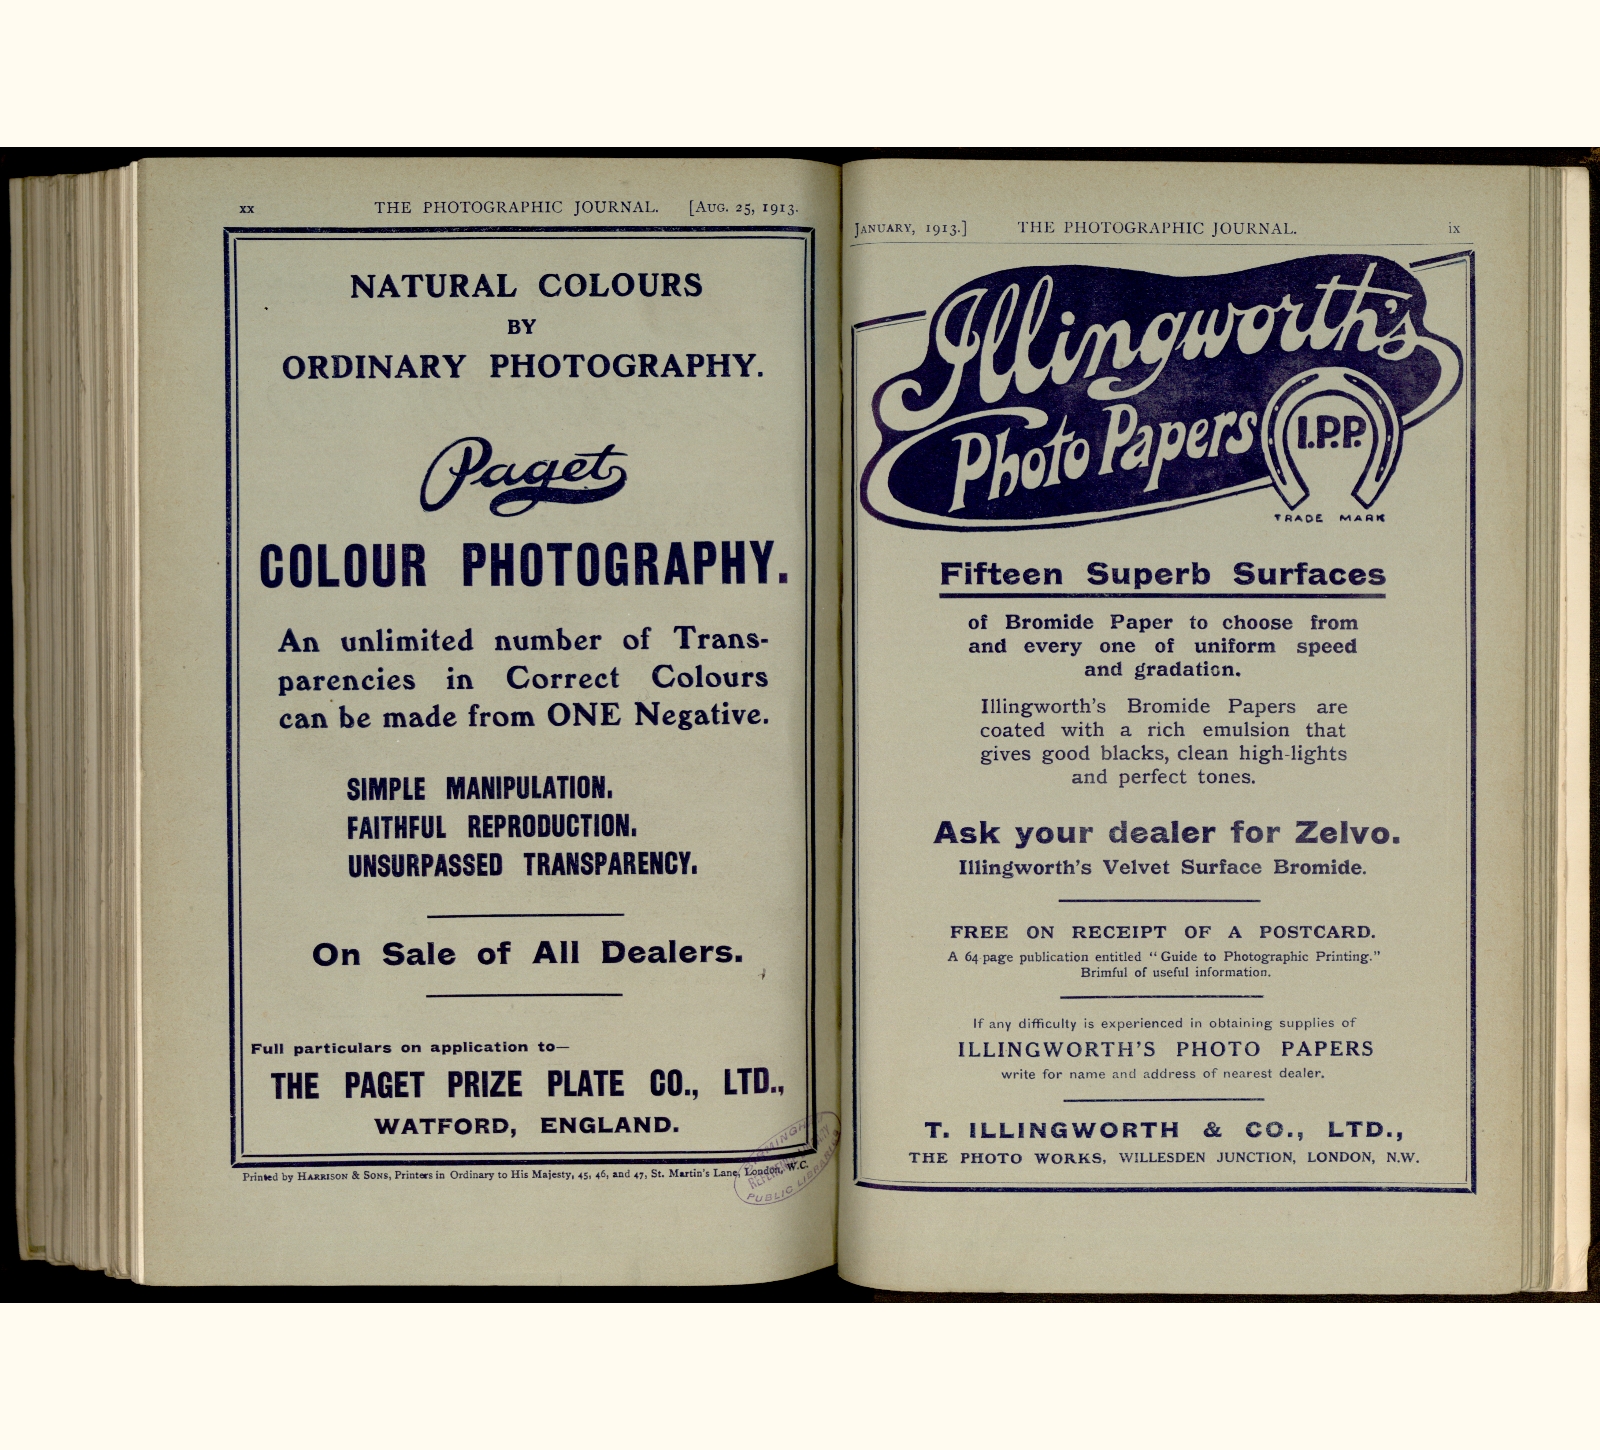 xx THE PHOTOGRAPHIC JOURNAL. [Aug. 25, 1913.
NATURAL COLOURS
BY
ORDINARY PHOTOGRAPHY.
Paget
COLOUR PHOTOGRAPHY.
An unlimited number of Trans-
parencies in Correct Colours
can be made from ONE Negative.
SIMPLE MANIPULATION.
FAITHFUL REPRODUCTION.
UNSURPASSED TRANSPARENCY.
On Sale of All Dealers.
Full particulars on application to—
THE PAGET PRIZE PLATE CO., LTD.,
WATFORD, ENGLAND.
Printed by Harrison & Sons, Printers in Ordinary to His Majesty, 45, 46, and 47, St. Martin's Lane, London, W.C.
PUBLIC LIBRARIES
January, 1913.] THE PHOTOGRAPHIC JOURNAL. ix
Illingworth's
Photo Papers
I.P.P.
TRADE MARK
Fifteen Superb Surfaces
of Bromide Paper to choose from
and every one of uniform speed
and gradation.
Illingworth's Bromide Papers are
coated with a rich emulsion that
gives good blacks, clean high-lights
and perfect tones.
Ask your dealer for Zelvo.
Illingworth's Velvet Surface Bromide.
FREE ON RECEIPT OF A POSTCARD.
A 64-page publication entitled “Guide to Photographic Printing.”
Brimful of useful information.
If any difficulty is experienced in obtaining supplies of
ILLINGWORTH'S PHOTO PAPERS
write for name and address of nearest dealer.
T. ILLINGWORTH & CO., LTD.,
THE PHOTO WORKS, WILLESDEN JUNCTION, LONDON, N.W.